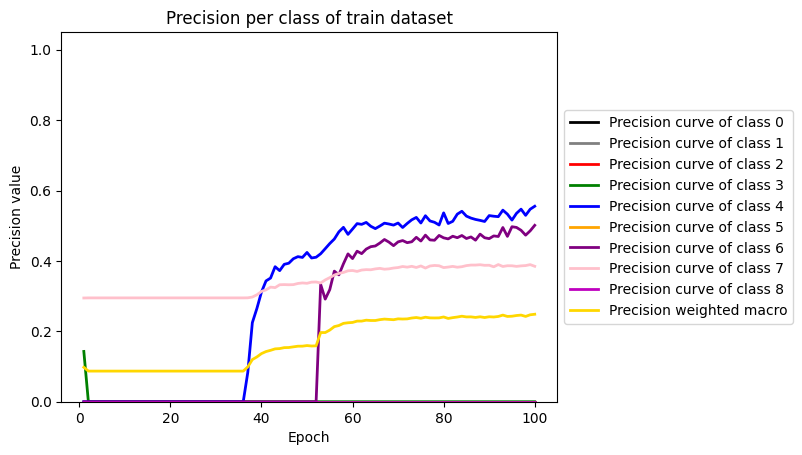 Precision per class of train dataset
Precision value
1.0
0.8
0.6
0.4
0.2
0.0
0
20
40
60
80
100
Epoch
Precision curve of class 0
Precision curve of class 1
Precision curve of class 2
Precision curve of class 3
Precision curve of class 4
Precision curve of class 5
Precision curve of class 6
Precision curve of class 7
Precision curve of class 8
Precision weighted macro